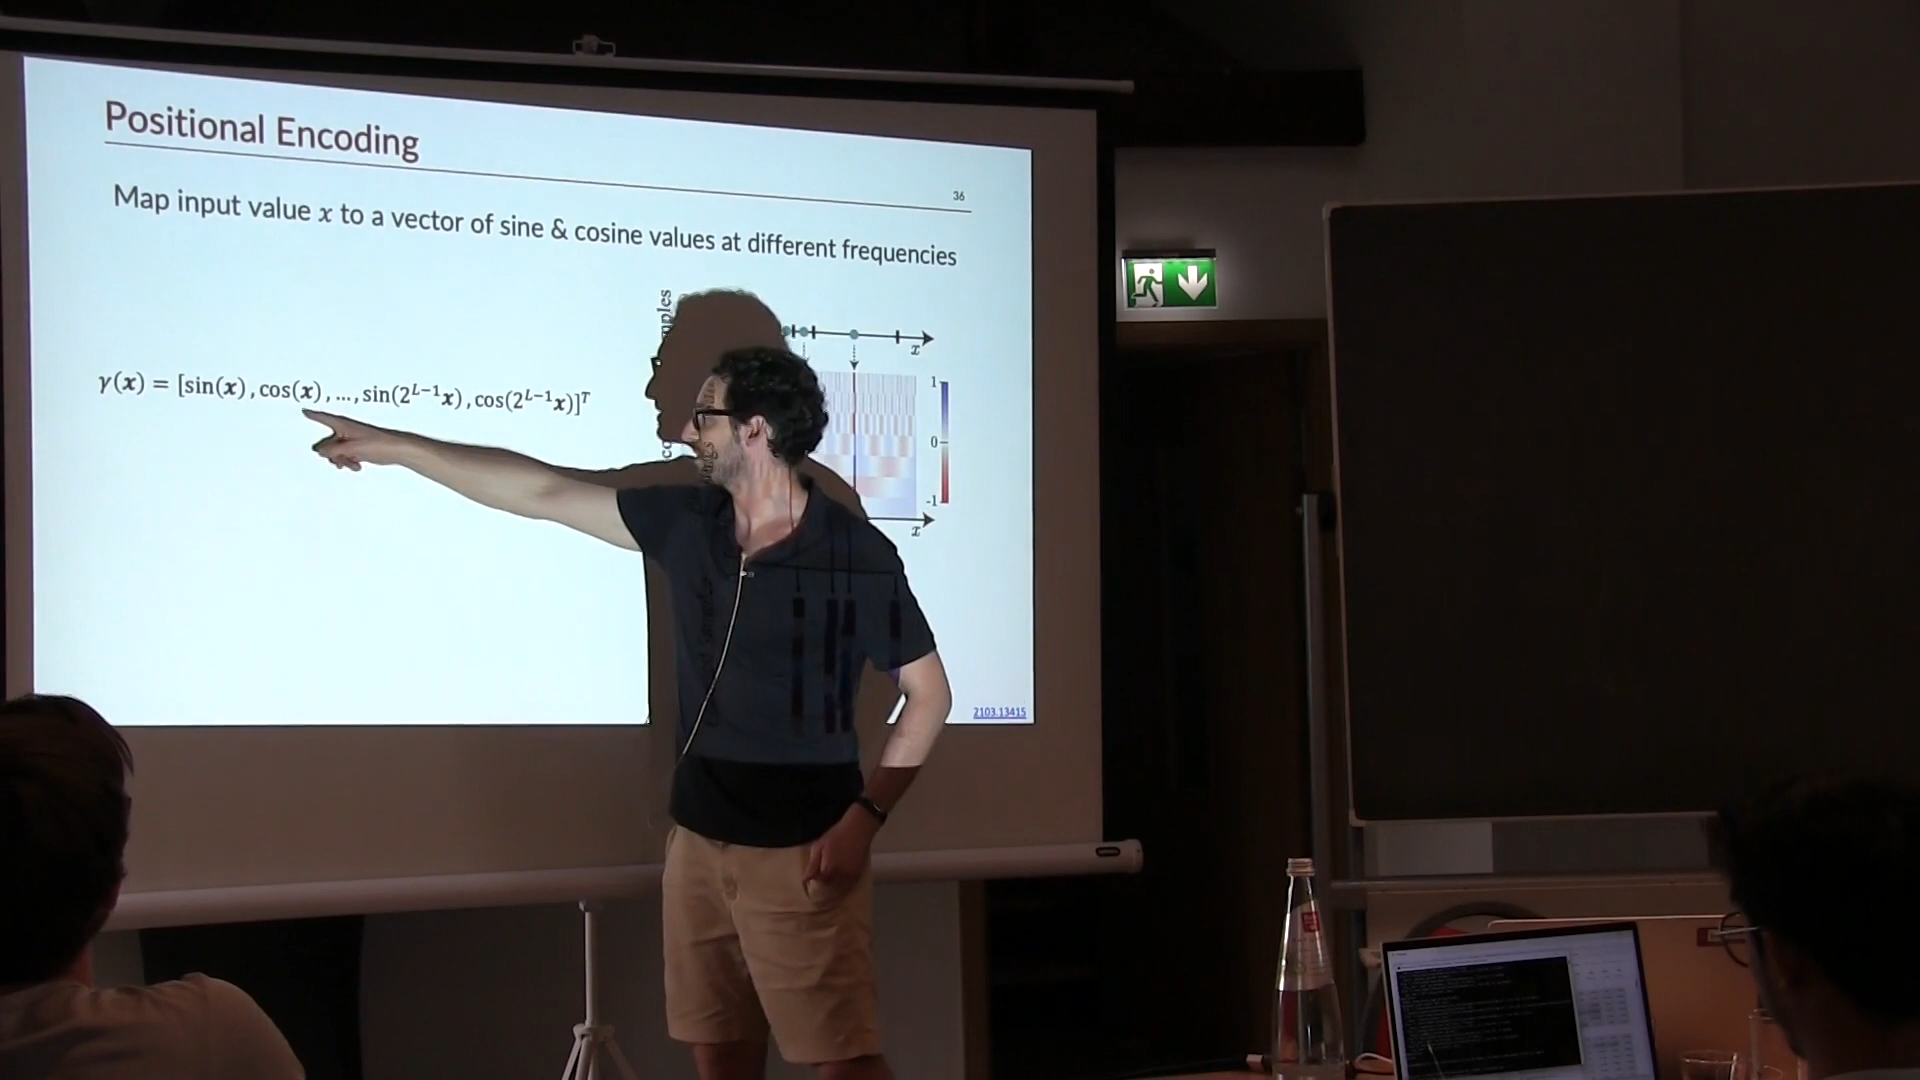 Positional Encoding
36
Map input value x to a vector of sine & cosine values at different frequencies
x
γ(x) = [sin(x), cos(x), …, sin(2^{L−1}x), cos(2^{L−1}x)]^T
1
0
-1
x
2103.13415